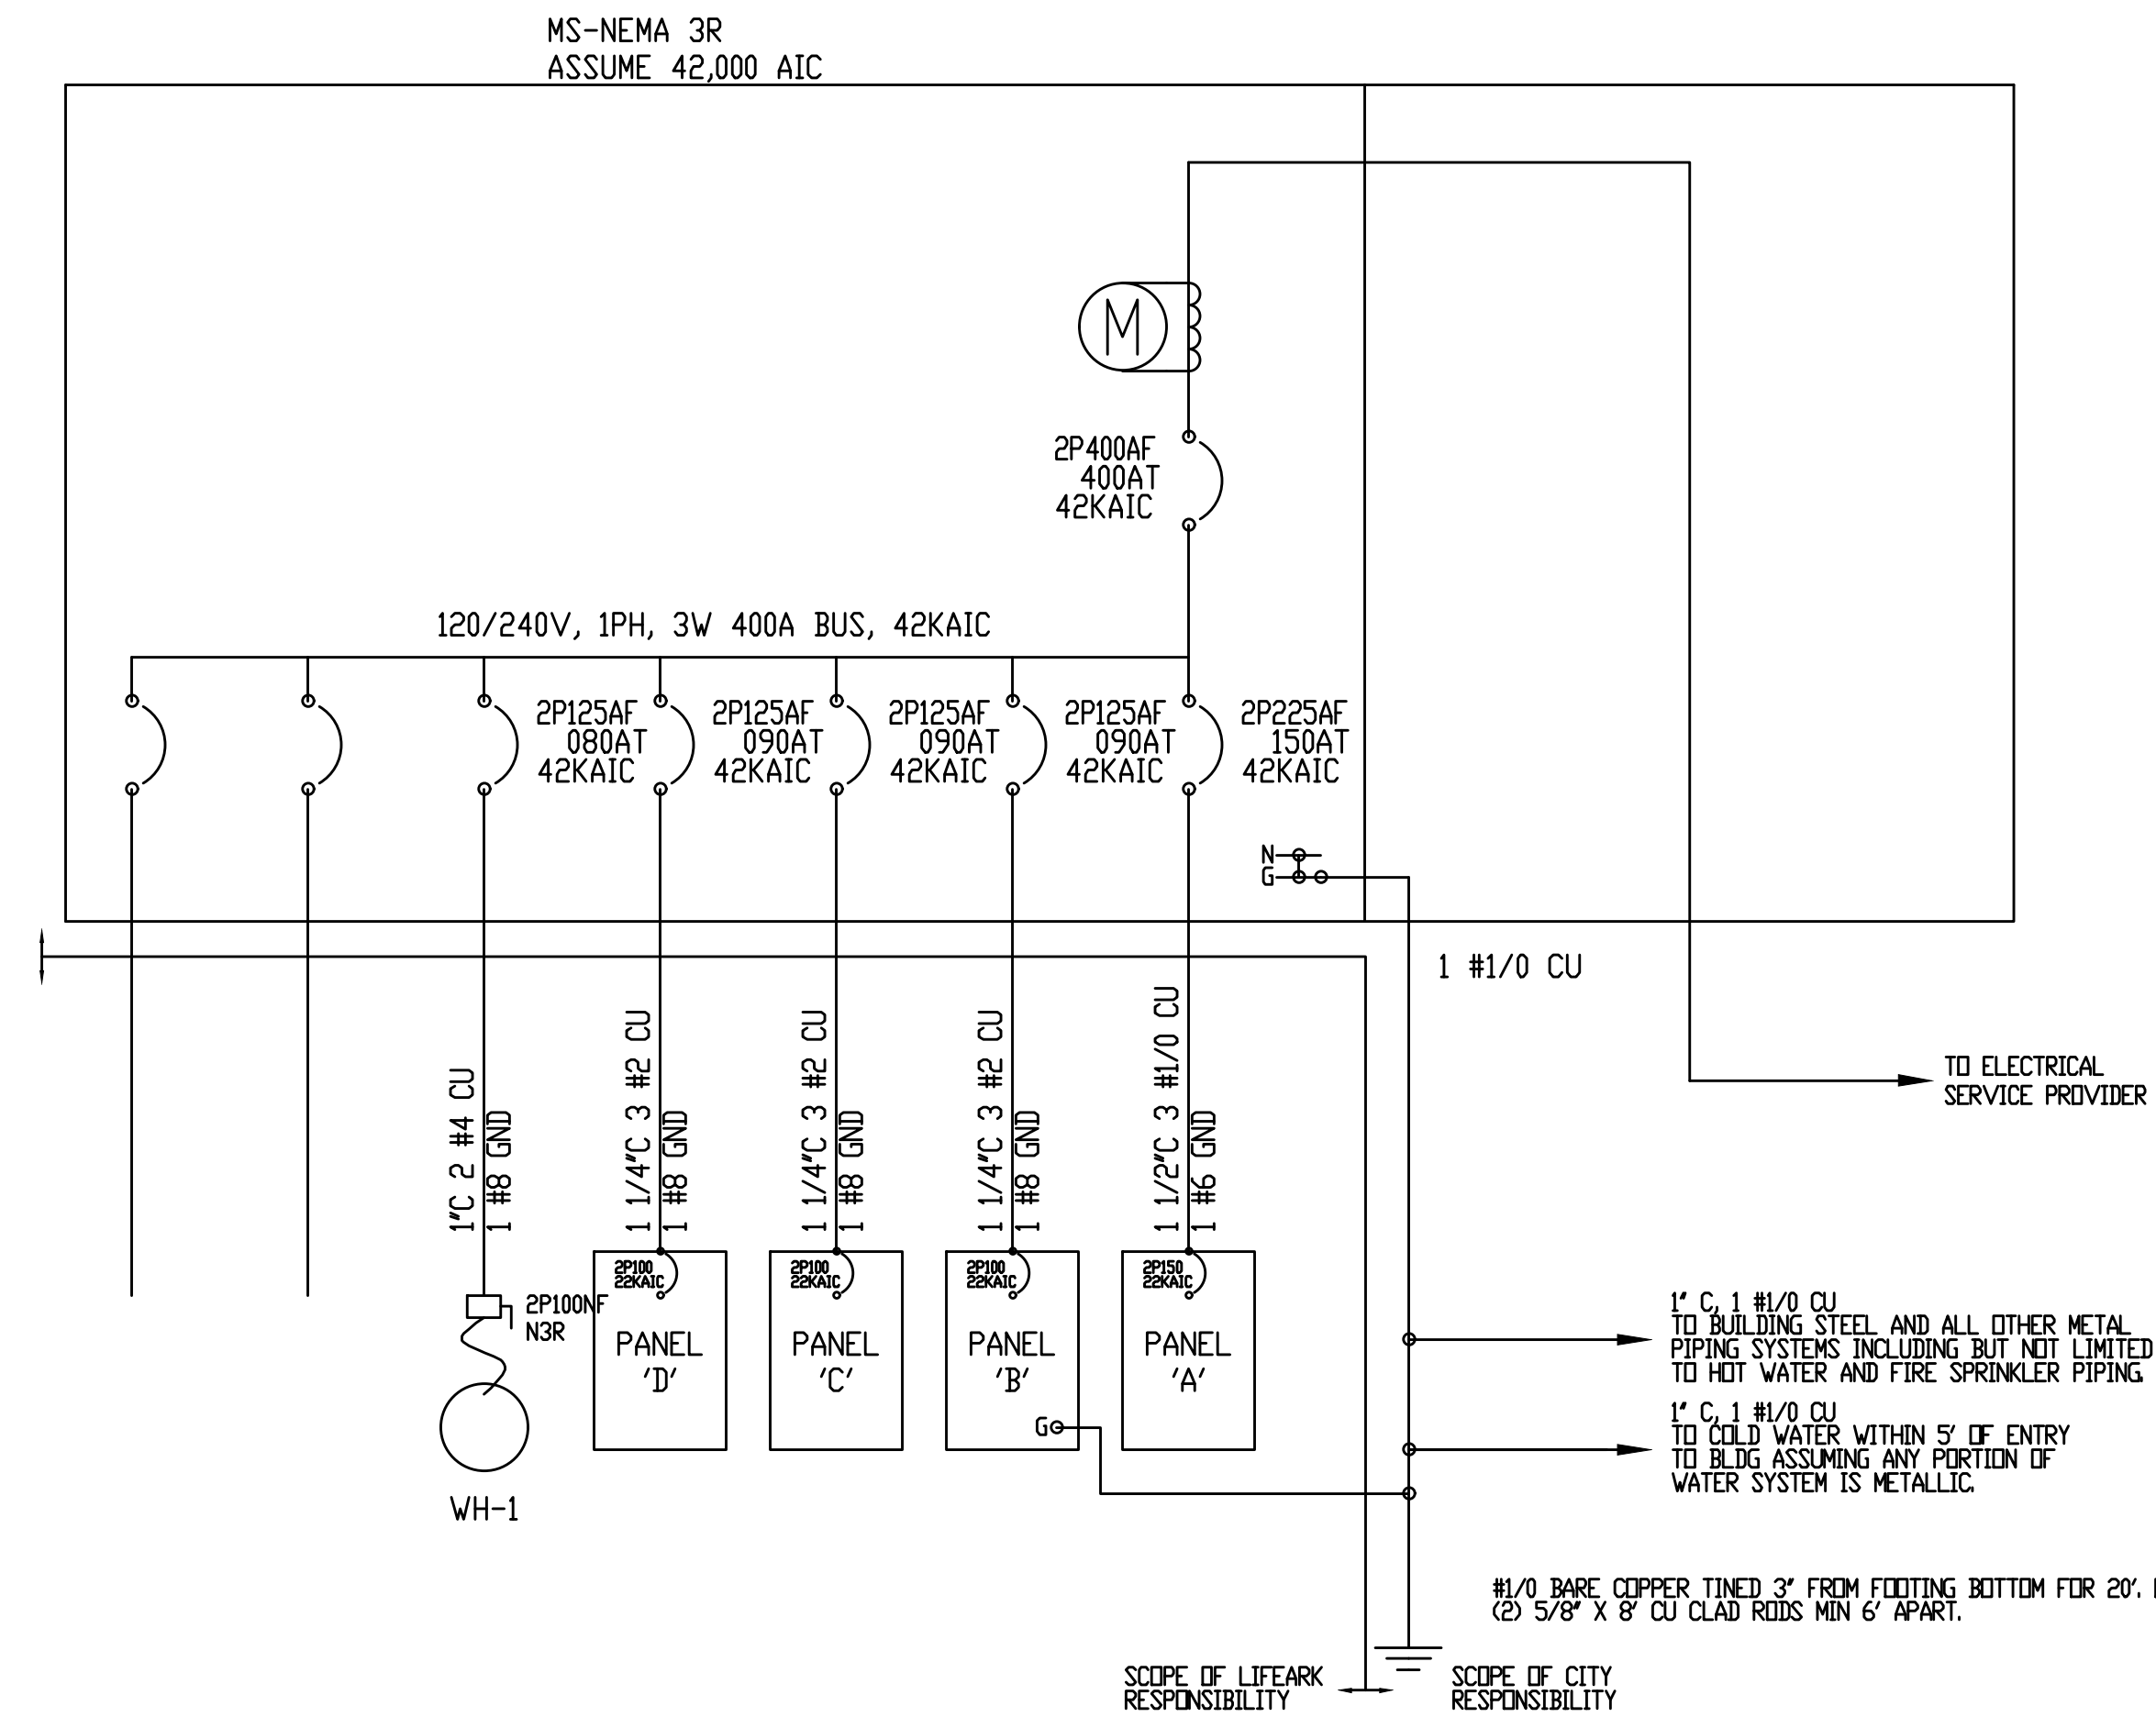 MS-NEMA 3R
ASSUME 42,000 AIC
M
2P400AF
400AT
42KAIC
120/240V, 1PH, 3W 400A BUS, 42KAIC
2P125AF
080AT
42KAIC
2P125AF
090AT
42KAIC
2P125AF
090AT
42KAIC
2P125AF
090AT
42KAIC
2P225AF
150AT
42KAIC
N
G
1 #1/0 CU
TO ELECTRICAL
SERVICE PROVIDER
1"C 2 #4 CU
1 #8 GND
1 1/4"C 3 #2 CU
1 #8 GND
1 1/4"C 3 #2 CU
1 #8 GND
1 1/4"C 3 #2 CU
1 #8 GND
1 1/2"C 3 #1/0 CU
1 #6 GND
2P100NF
N3R
WH-1
2P100
22KAIC
PANEL
'D'
2P100
22KAIC
PANEL
'C'
2P100
22KAIC
PANEL
'B'
G
2P150
22KAIC
PANEL
'A'
1" C, 1 #1/0 CU
TO BUILDING STEEL AND ALL OTHER METAL
PIPING SYSTEMS INCLUDING BUT NOT LIMITED
TO HOT WATER AND FIRE SPRINKLER PIPING.
1" C, 1 #1/0 CU
TO COLD WATER WITHIN 5' OF ENTRY
TO BLDG ASSUMING ANY PORTION OF
WATER SYSTEM IS METALLIC.
#1/0 BARE COPPER TINED 3" FROM FOOTING BOTTOM FOR 20'.
(2) 5/8" X 8' CU CLAD RODS MIN 6' APART.
SCOPE OF LIFEARK
RESPONSIBILITY
SCOPE OF CITY
RESPONSIBILITY